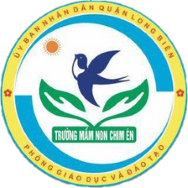 ỦY BAN NHÂN DÂN QUẬN LONG BIÊN
TRƯỜNG MẦM NON CHIM ÉN
PHÒNG GIÁO DỤC VÀ ĐÀO TẠO